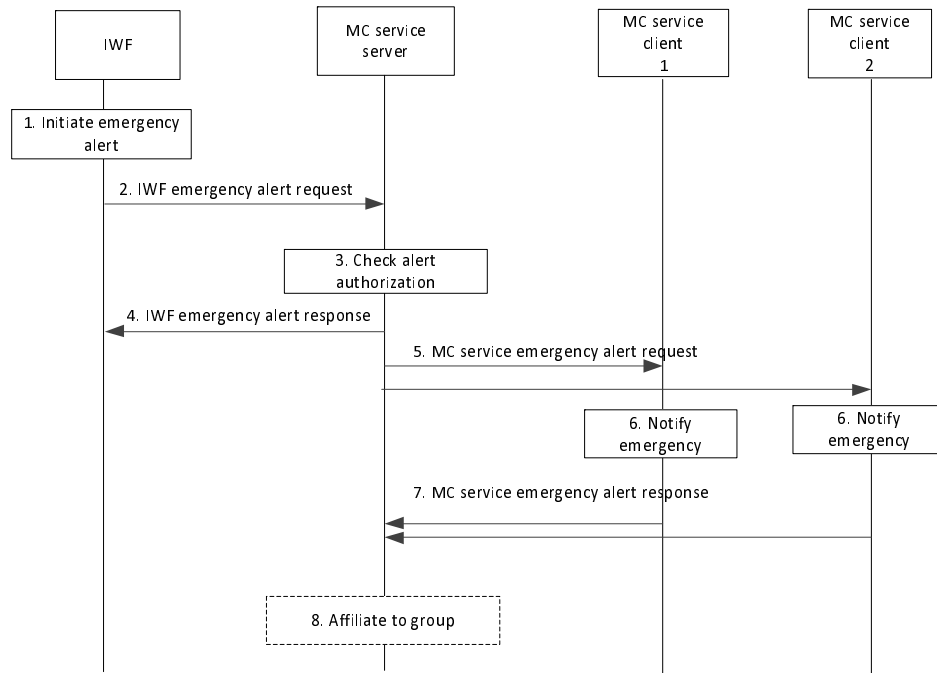 IWF
MC service
server
MC service
client
1
MC service
client
2
1. Initiate emergency
alert
2. IWF emergency alert request
3. Check alert
authorization
4. IWF emergency alert response
5. MC service emergency alert request
6. Notify
emergency
6. Notify
emergency
7. MC service emergency alert response
8. Affiliate to group